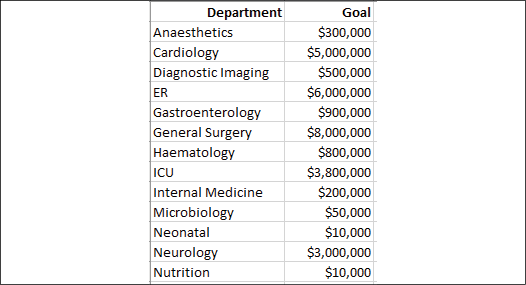 Department Goal
Anaesthetics $300,000
Cardiology $5,000,000
Diagnostic Imaging $500,000
ER $6,000,000
Gastroenterology $900,000
General Surgery $8,000,000
Haematology $800,000
ICU $3,800,000
Internal Medicine $200,000
Microbiology $50,000
Neonatal $10,000
Neurology $3,000,000
Nutrition $10,000